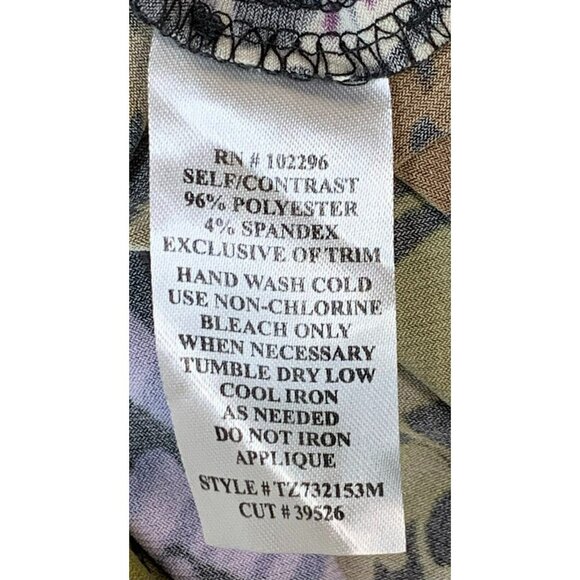 RN # 102296
SELF/CONTRAST
96% POLYESTER
4% SPANDEX
EXCLUSIVE OF TRIM
HAND WASH COLD
USE NON-CHLORINE
BLEACH ONLY
WHEN NECESSARY
TUMBLE DRY LOW
COOL IRON
AS NEEDED
DO NOT IRON
APPLIQUE
STYLE # TZ732153M
CUT # 39526